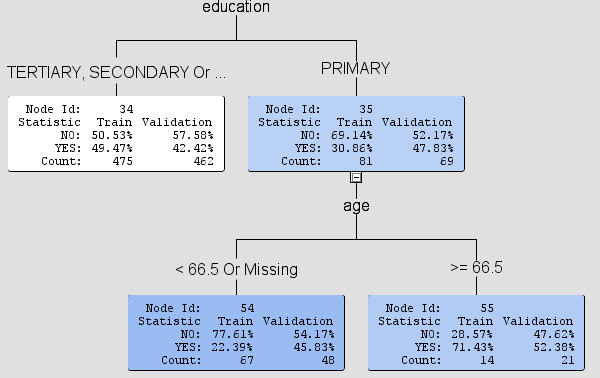 education
TERTIARY, SECONDARY Or ...
PRIMARY
Node Id: 34
Statistic Train Validation
NO: 50.53% 57.58%
YES: 49.47% 42.42%
Count: 475 462
Node Id: 35
Statistic Train Validation
NO: 69.14% 52.17%
YES: 30.86% 47.83%
Count: 81 69
age
< 66.5 Or Missing
>= 66.5
Node Id: 54
Statistic Train Validation
NO: 77.61% 54.17%
YES: 22.39% 45.83%
Count: 67 48
Node Id: 55
Statistic Train Validation
NO: 28.57% 47.62%
YES: 71.43% 52.38%
Count: 14 21